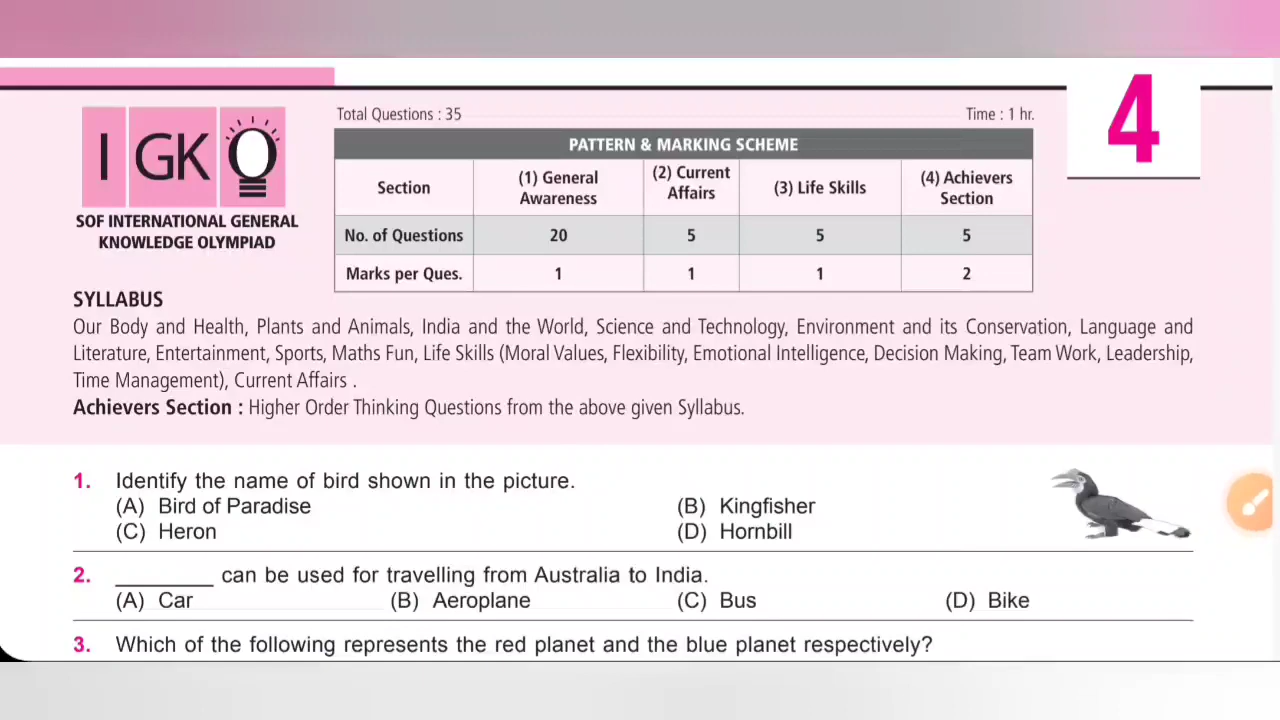 I GK
SOF INTERNATIONAL GENERAL
KNOWLEDGE OLYMPIAD
Total Questions : 35 Time : 1 hr.
4
PATTERN & MARKING SCHEME
Section (1) General Awareness (2) Current Affairs (3) Life Skills (4) Achievers Section
No. of Questions 20 5 5 5
Marks per Ques. 1 1 1 2
SYLLABUS
Our Body and Health, Plants and Animals, India and the World, Science and Technology, Environment and its Conservation, Language and
Literature, Entertainment, Sports, Maths Fun, Life Skills (Moral Values, Flexibility, Emotional Intelligence, Decision Making, Team Work, Leadership,
Time Management), Current Affairs .
Achievers Section : Higher Order Thinking Questions from the above given Syllabus.
1. Identify the name of bird shown in the picture.
(A) Bird of Paradise (B) Kingfisher
(C) Heron (D) Hornbill
2. ________ can be used for travelling from Australia to India.
(A) Car (B) Aeroplane (C) Bus (D) Bike
3. Which of the following represents the red planet and the blue planet respectively?